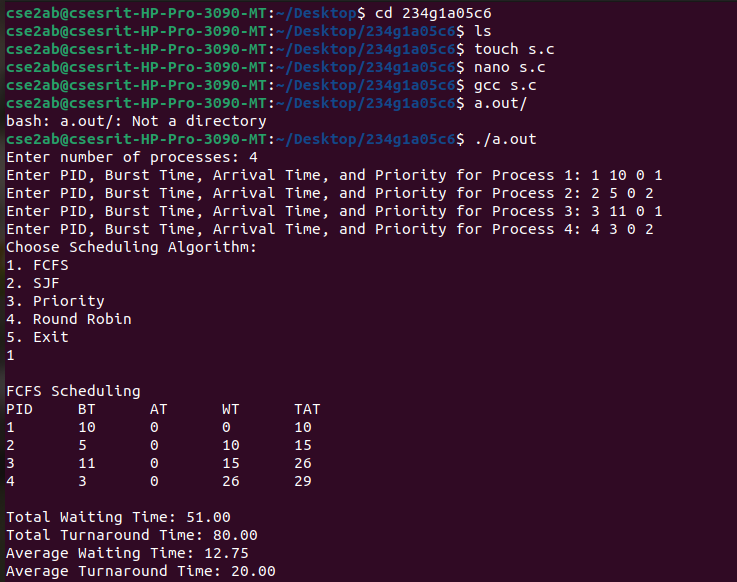 cse2ab@csesrit-HP-Pro-3090-MT:~/Desktop$ cd 234g1a05c6
cse2ab@csesrit-HP-Pro-3090-MT:~/Desktop/234g1a05c6$ ls
cse2ab@csesrit-HP-Pro-3090-MT:~/Desktop/234g1a05c6$ touch s.c
cse2ab@csesrit-HP-Pro-3090-MT:~/Desktop/234g1a05c6$ nano s.c
cse2ab@csesrit-HP-Pro-3090-MT:~/Desktop/234g1a05c6$ gcc s.c
cse2ab@csesrit-HP-Pro-3090-MT:~/Desktop/234g1a05c6$ a.out/
bash: a.out/: Not a directory
cse2ab@csesrit-HP-Pro-3090-MT:~/Desktop/234g1a05c6$ ./a.out
Enter number of processes: 4
Enter PID, Burst Time, Arrival Time, and Priority for Process 1: 1 10 0 1
Enter PID, Burst Time, Arrival Time, and Priority for Process 2: 2 5 0 2
Enter PID, Burst Time, Arrival Time, and Priority for Process 3: 3 11 0 1
Enter PID, Burst Time, Arrival Time, and Priority for Process 4: 4 3 0 2
Choose Scheduling Algorithm:
1. FCFS
2. SJF
3. Priority
4. Round Robin
5. Exit
1

FCFS Scheduling
PID     BT      AT      WT      TAT
1       10      0       0       10
2       5       0       10      15
3       11      0       15      26
4       3       0       26      29

Total Waiting Time: 51.00
Total Turnaround Time: 80.00
Average Waiting Time: 12.75
Average Turnaround Time: 20.00